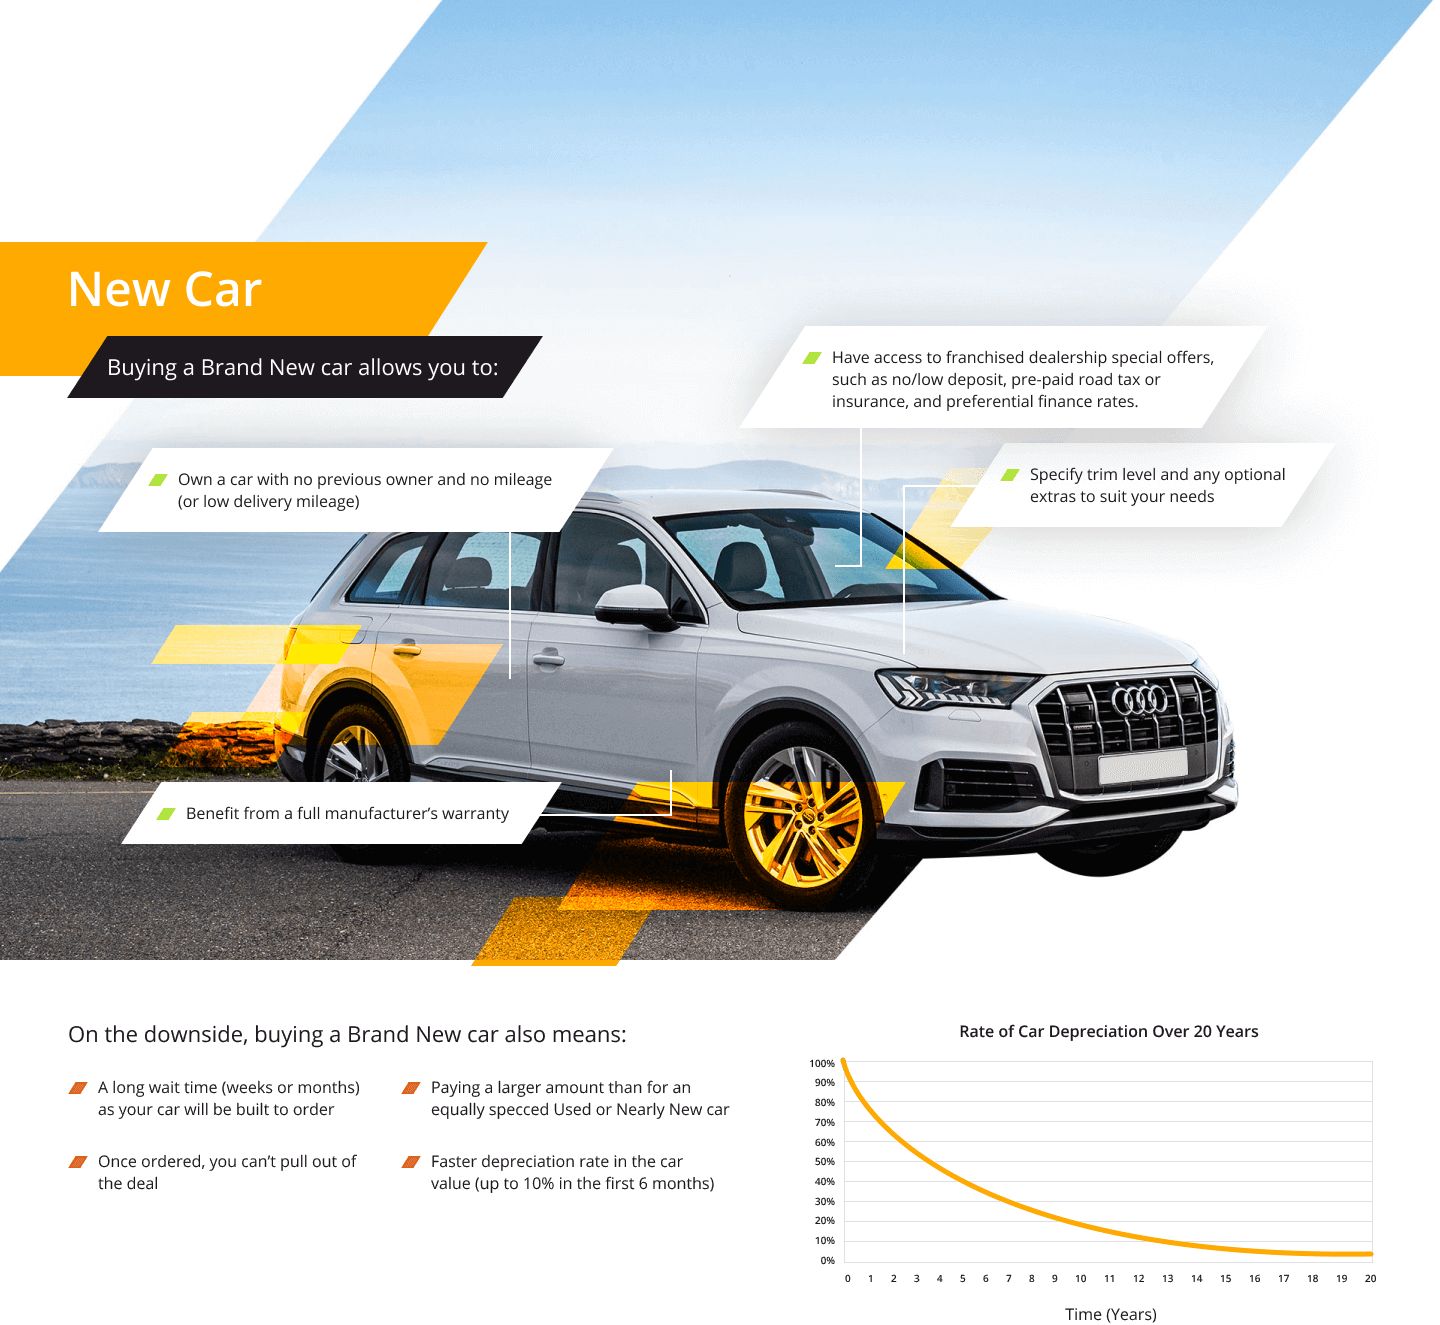 New Car
Buying a Brand New car allows you to:
Have access to franchised dealership special offers,
such as no/low deposit, pre-paid road tax or
insurance, and preferential finance rates.
Own a car with no previous owner and no mileage
(or low delivery mileage)
Specify trim level and any optional
extras to suit your needs
Benefit from a full manufacturer’s warranty
On the downside, buying a Brand New car also means:
A long wait time (weeks or months)
as your car will be built to order
Paying a larger amount than for an
equally specced Used or Nearly New car
Once ordered, you can’t pull out of
the deal
Faster depreciation rate in the car
value (up to 10% in the first 6 months)
Rate of Car Depreciation Over 20 Years
100%
90%
80%
70%
60%
50%
40%
30%
20%
10%
0%
0 1 2 3 4 5 6 7 8 9 10 11 12 13 14 15 16 17 18 19 20
Time (Years)